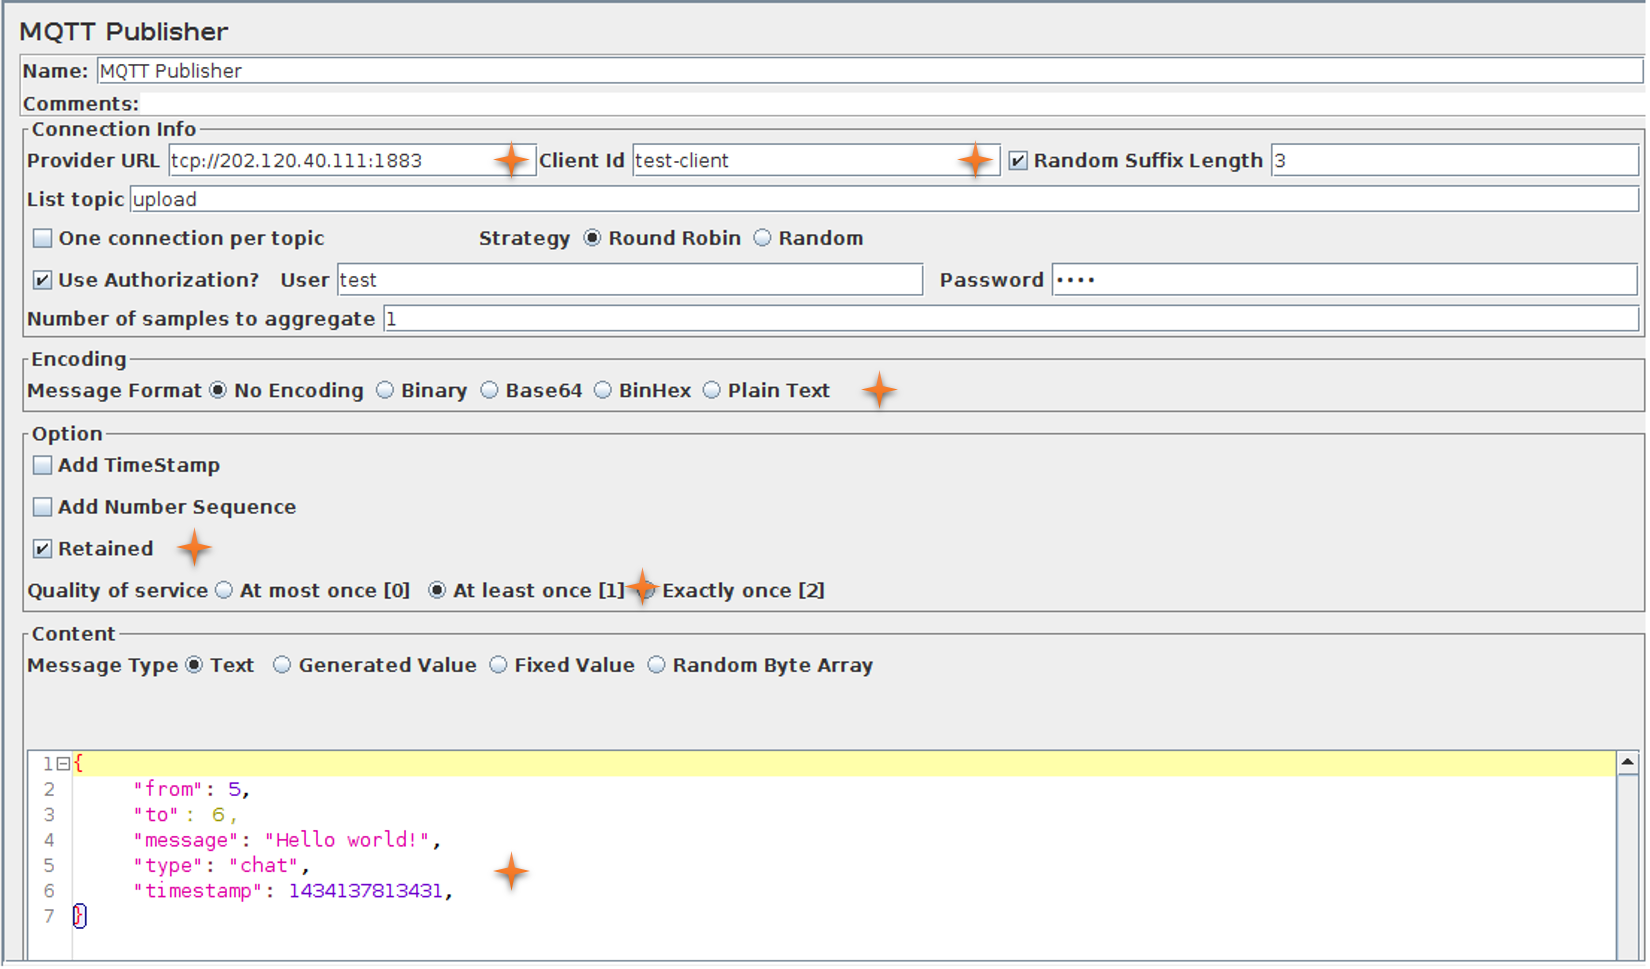 MQTT Publisher
Name: MQTT Publisher
Comments:
Connection Info
Provider URL tcp://202.120.40.111:1883 Client Id test-client Random Suffix Length 3
List topic upload
One connection per topic Strategy Round Robin Random
Use Authorization? User test Password ••••
Number of samples to aggregate 1
Encoding
Message Format No Encoding Binary Base64 BinHex Plain Text
Option
Add TimeStamp
Add Number Sequence
Retained
Quality of service At most once [0] At least once [1] Exactly once [2]
Content
Message Type Text Generated Value Fixed Value Random Byte Array
1 {
2 "from": 5,
3 "to" : 6 ,
4 "message": "Hello world!",
5 "type": "chat",
6 "timestamp": 1434137813431,
7 }